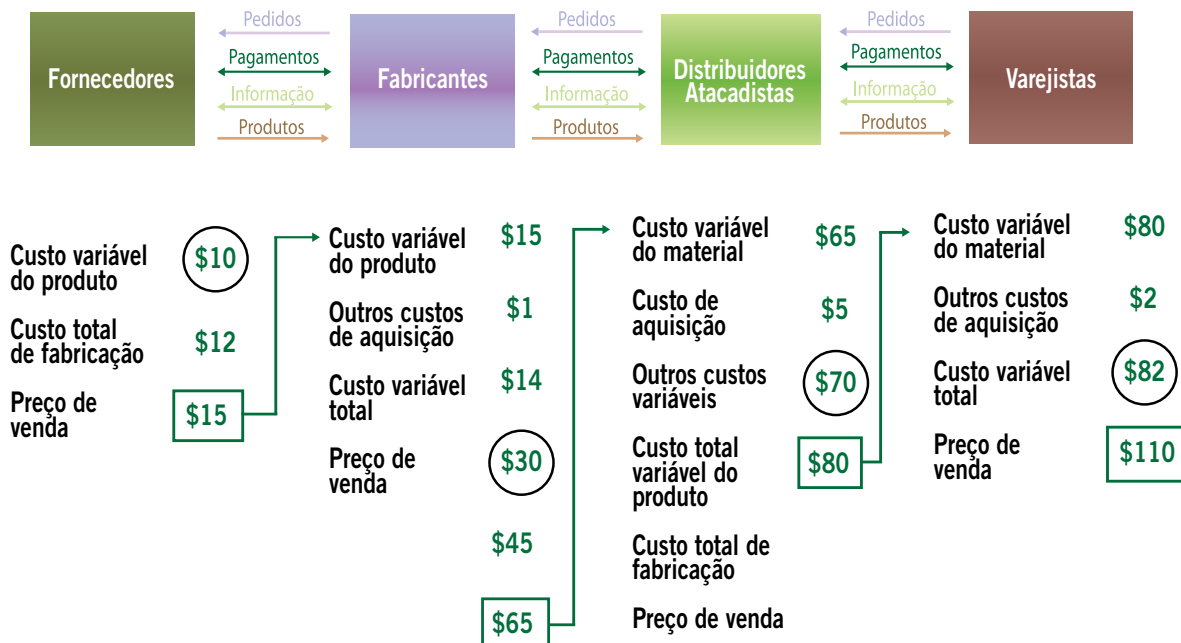 Fornecedores
Pedidos
Pagamentos
Informação
Produtos
Fabricantes
Pedidos
Pagamentos
Informação
Produtos
Distribuidores
Atacadistas
Pedidos
Pagamentos
Informação
Produtos
Varejistas
Custo variável
do produto
$10
Custo total
de fabricação
$12
Preço de
venda
$15
Custo variável
do produto
$15
Outros custos
de aquisição
$1
Custo variável
total
$14
Preço de
venda
$30
$45
$65
Custo variável
do material
$65
Custo de
aquisição
$5
Outros custos
variáveis
$70
Custo total
variável do
produto
$80
Custo total de
fabricação
Preço de venda
Custo variável
do material
$80
Outros custos
de aquisição
$2
Custo variável
total
$82
Preço de
venda
$110